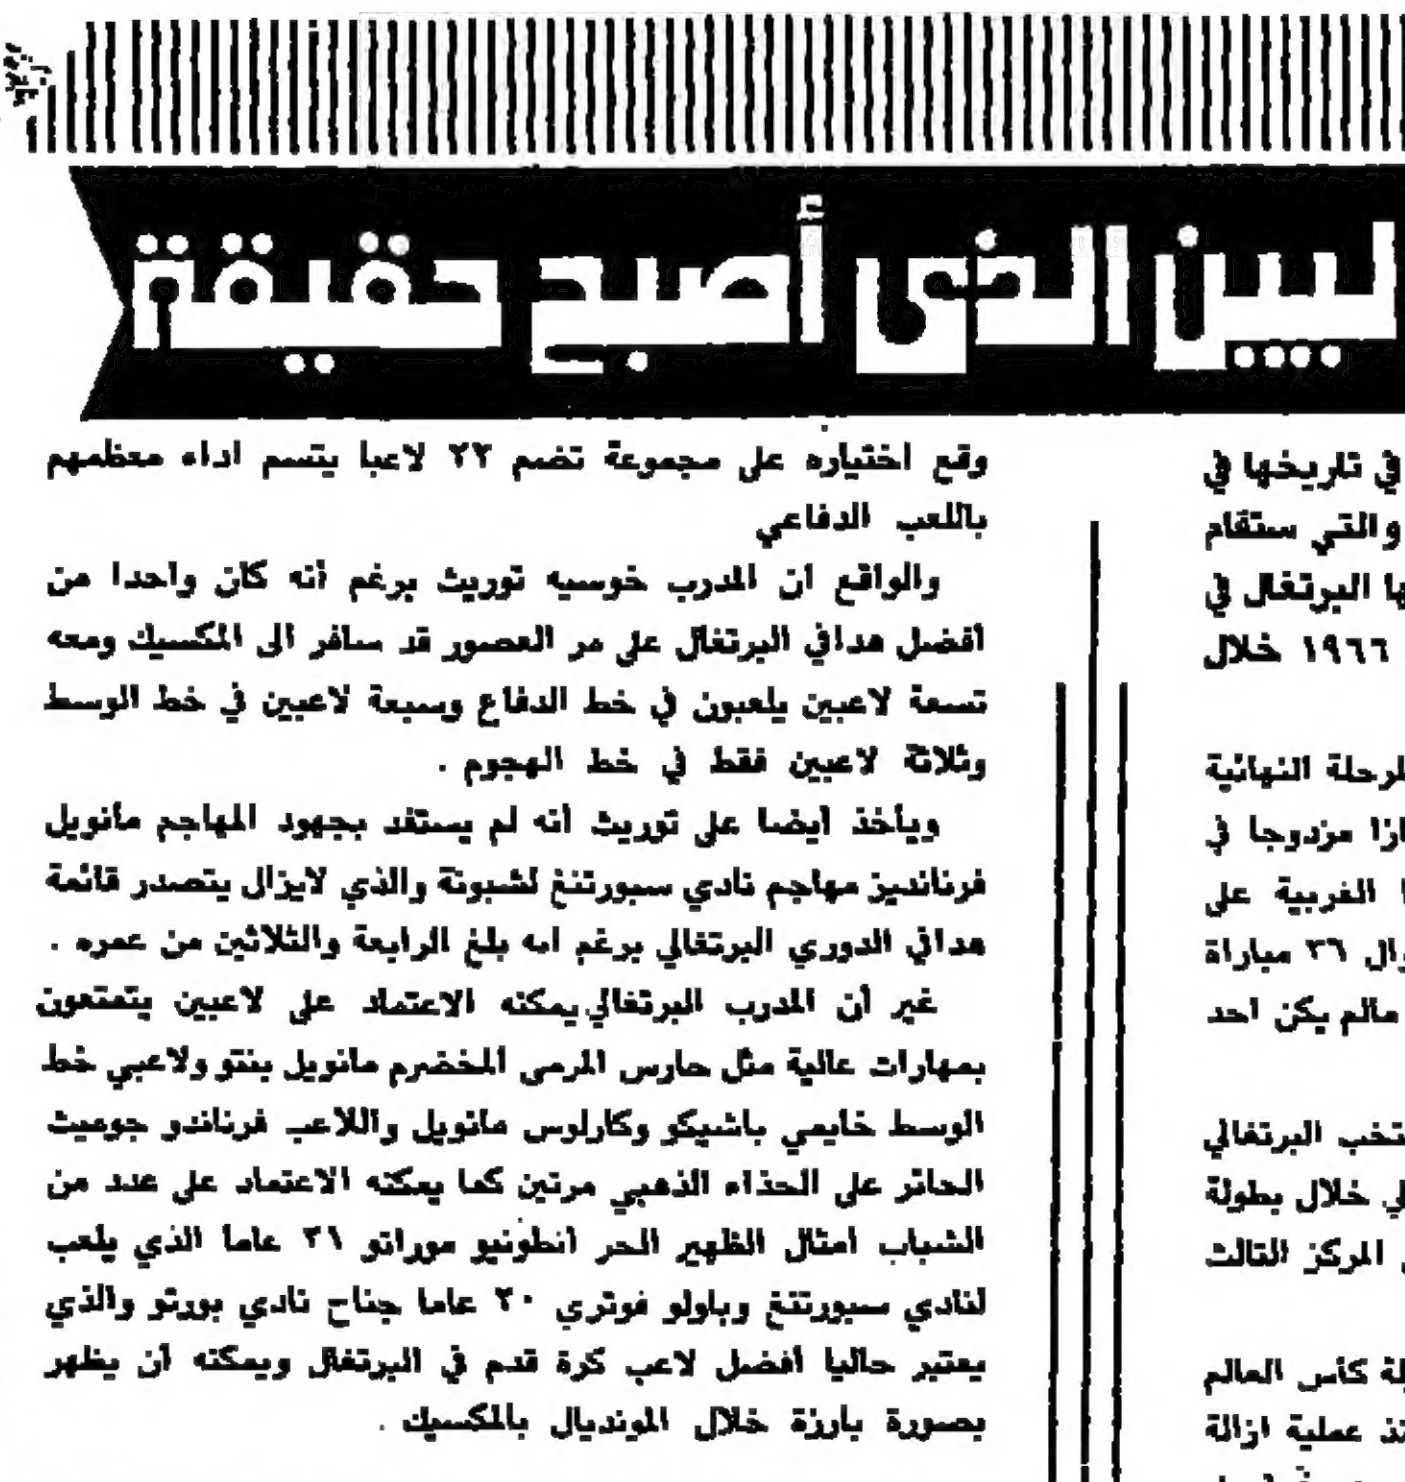 ليبين الذى أصبح حقيقة
في تاريخها في
والتي ستقام
ها البرتغال في
١٩٦٦ خلال
لمرحلة النهائية
ازا مزدوجا في
ا الغربية على
وال ٣٦ مباراة
مالم يكن احد
تخب البرتغالي
لي خلال بطولة
المركز الثالث
لة كأس العالم
تذ عملية ازالة
وقع اختياره على مجموعة تضم ٢٢ لاعبا يتسم اداء معظمهم
باللعب الدفاعي
والواقع ان المدرب خوسيه توريث برغم أنه كان واحدا من
افضل هدافي البرتغال على مر العصور قد سافر الى المكسيك ومعه
تسعة لاعبين يلعبون في خط الدفاع وسبعة لاعبين في خط الوسط
وثلاثة لاعبين فقط في خط الهجوم .
ويأخذ ايضا على توريث أنه لم يستفد بجهود المهاجم مانويل
فرنانديز مهاجم نادي سبورتنغ لشبونة والذي لايزال يتصدر قائمة
هدافي الدوري البرتغالي برغم انه بلغ الرابعة والثلاثين من عمره .
غير أن المدرب البرتغالي يمكنه الاعتماد على لاعبين يتمتعون
بمهارات عالية مثل حارس المرمى المخضرم مانويل بنتو ولاعبي خط
الوسط خايمي باشيكو وكارلوس مانويل واللاعب فرناندو جوميث
الحائر على الحذاء الذهبي مرتين كما يمكنه الاعتماد على عدد من
الشباب امثال الظهير الحر انطونيو موراتو ٢١ عاما الذي يلعب
لنادي سبورتنغ وباولو فوتري ٢٠ عاما جناح نادي بورتو والذي
يعتبر حاليا أفضل لاعب كرة قدم في البرتغال ويمكنه أن يظهر
بصورة بارزة خلال المونديال بالمكسيك .